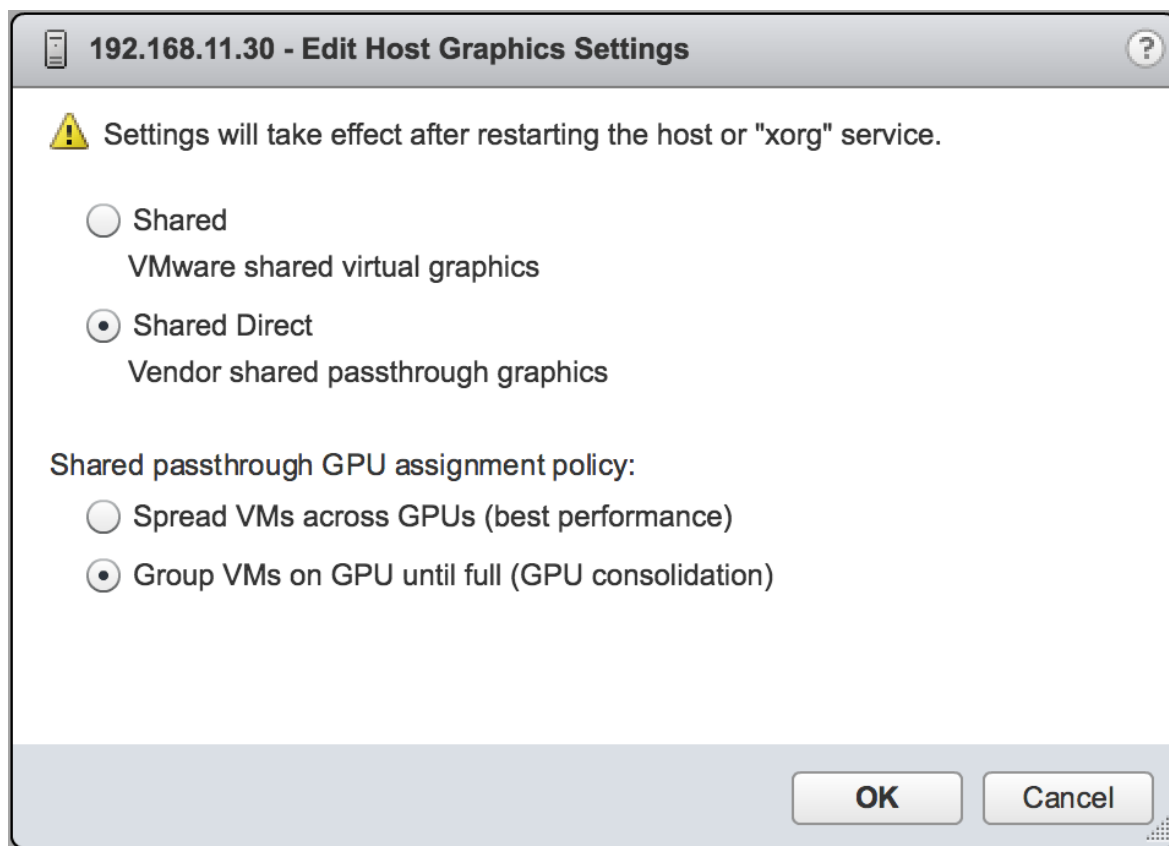 192.168.11.30 - Edit Host Graphics Settings
?
Settings will take effect after restarting the host or "xorg" service.
Shared
VMware shared virtual graphics
Shared Direct
Vendor shared passthrough graphics
Shared passthrough GPU assignment policy:
Spread VMs across GPUs (best performance)
Group VMs on GPU until full (GPU consolidation)
OK
Cancel